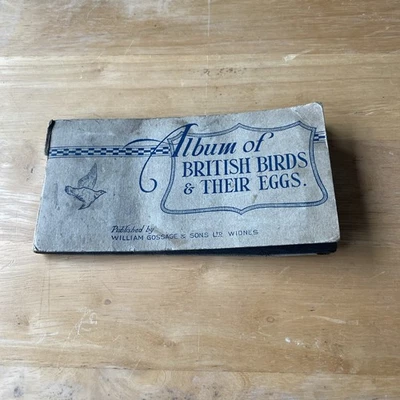 Album of
BRITISH BIRDS
& THEIR EGGS.
Published by
WILLIAM GOSSAGE & SONS LTD. WIDNES